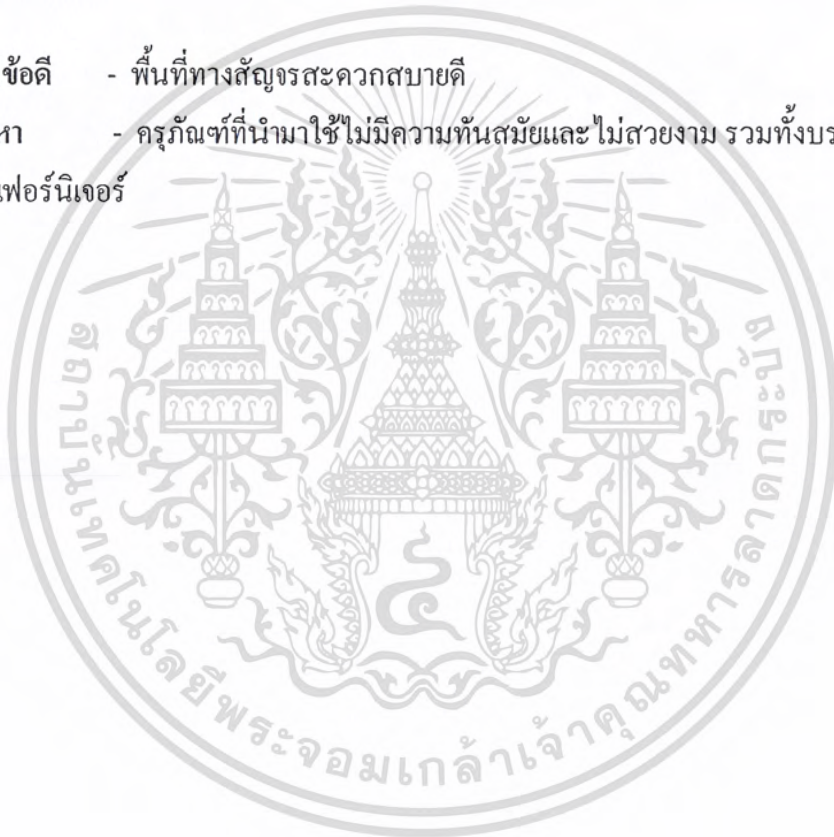 ข้อดี - พื้นที่ทางสัญจรสะดวกสบายดี
หา - ครุภัณฑ์ที่นำมาใช้ไม่มีความทันสมัยและไม่สวยงาม รวมทั้งบร
เฟอร์นิเจอร์
สถาบันเทคโนโลยีพระจอมเกล้าเจ้าคุณทหารลาดกระบัง